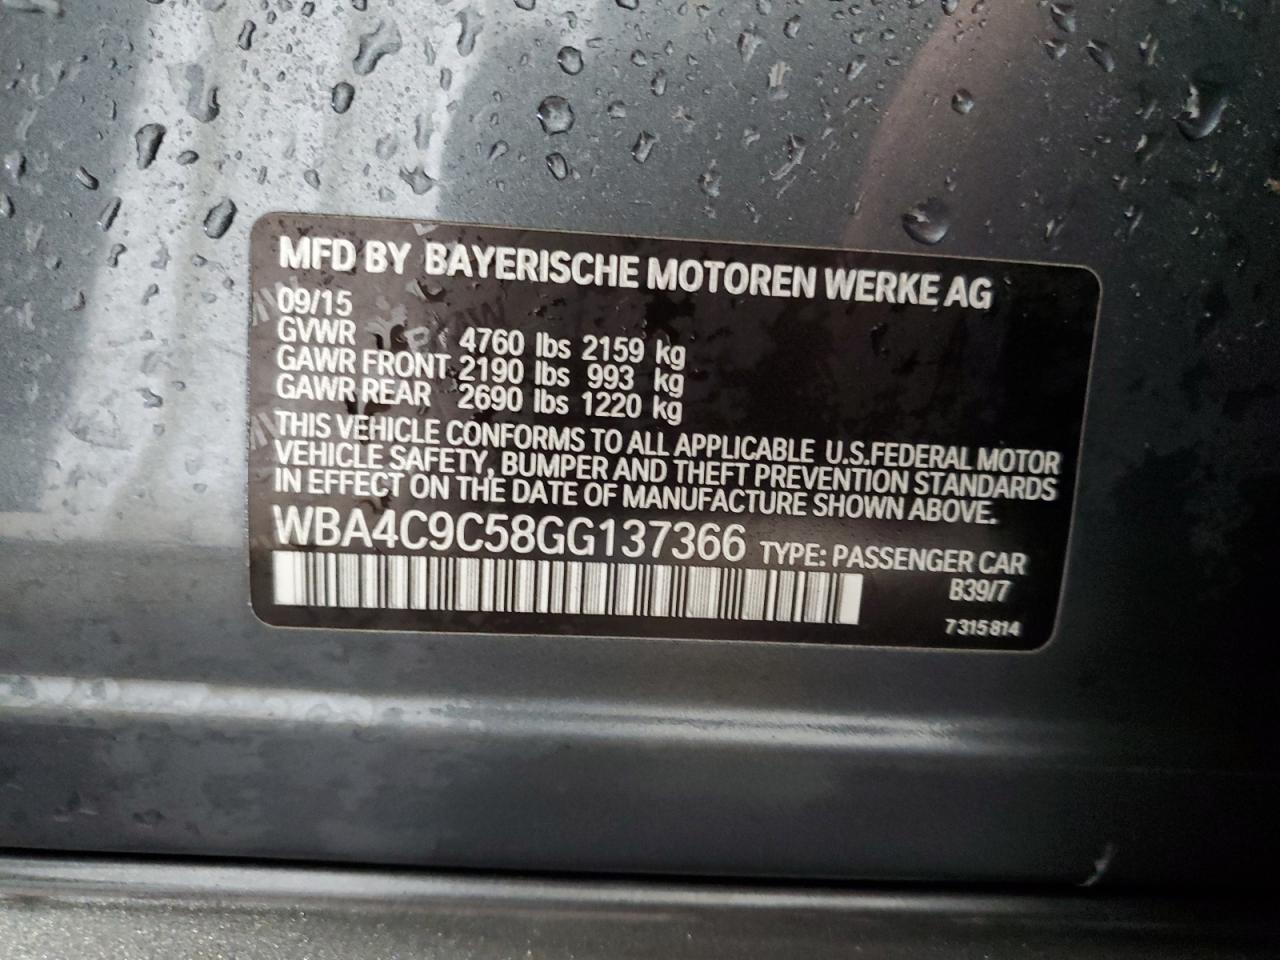 MFD BY BAYERISCHE MOTOREN WERKE AG
09/15
GVWR 4760 lbs 2159 kg
GAWR FRONT 2190 lbs 993 kg
GAWR REAR 2690 lbs 1220 kg
THIS VEHICLE CONFORMS TO ALL APPLICABLE U.S.FEDERAL MOTOR
VEHICLE SAFETY, BUMPER AND THEFT PREVENTION STANDARDS
IN EFFECT ON THE DATE OF MANUFACTURE SHOWN ABOVE.
WBA4C9C58GG137366 TYPE: PASSENGER CAR
B39/7
7315814